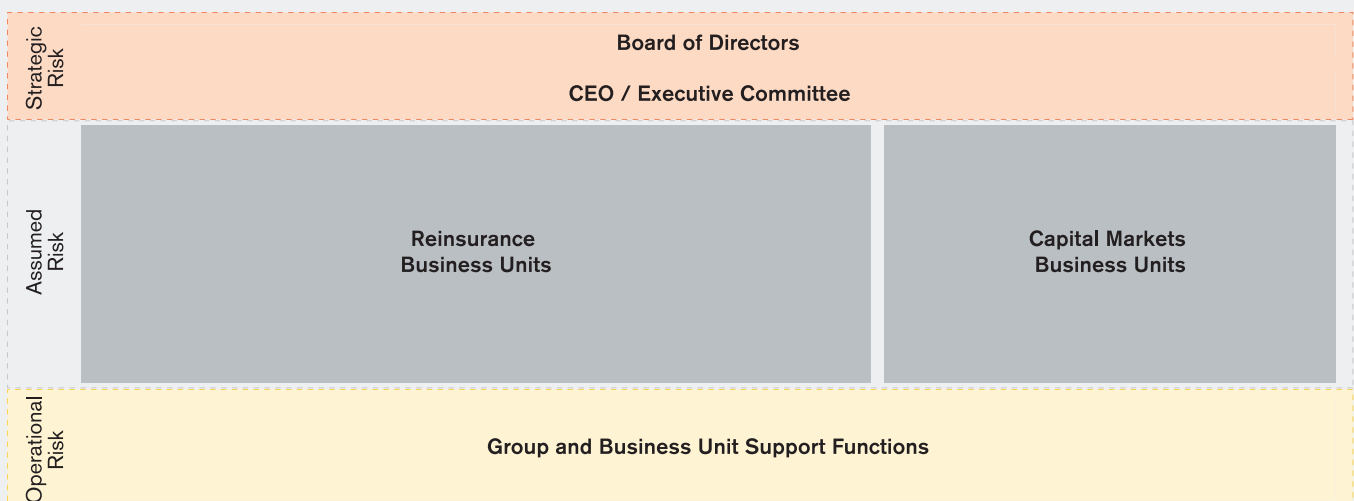 Strategic
Risk
Board of Directors
CEO / Executive Committee
Assumed
Risk
Reinsurance
Business Units
Capital Markets
Business Units
Operational
Risk
Group and Business Unit Support Functions